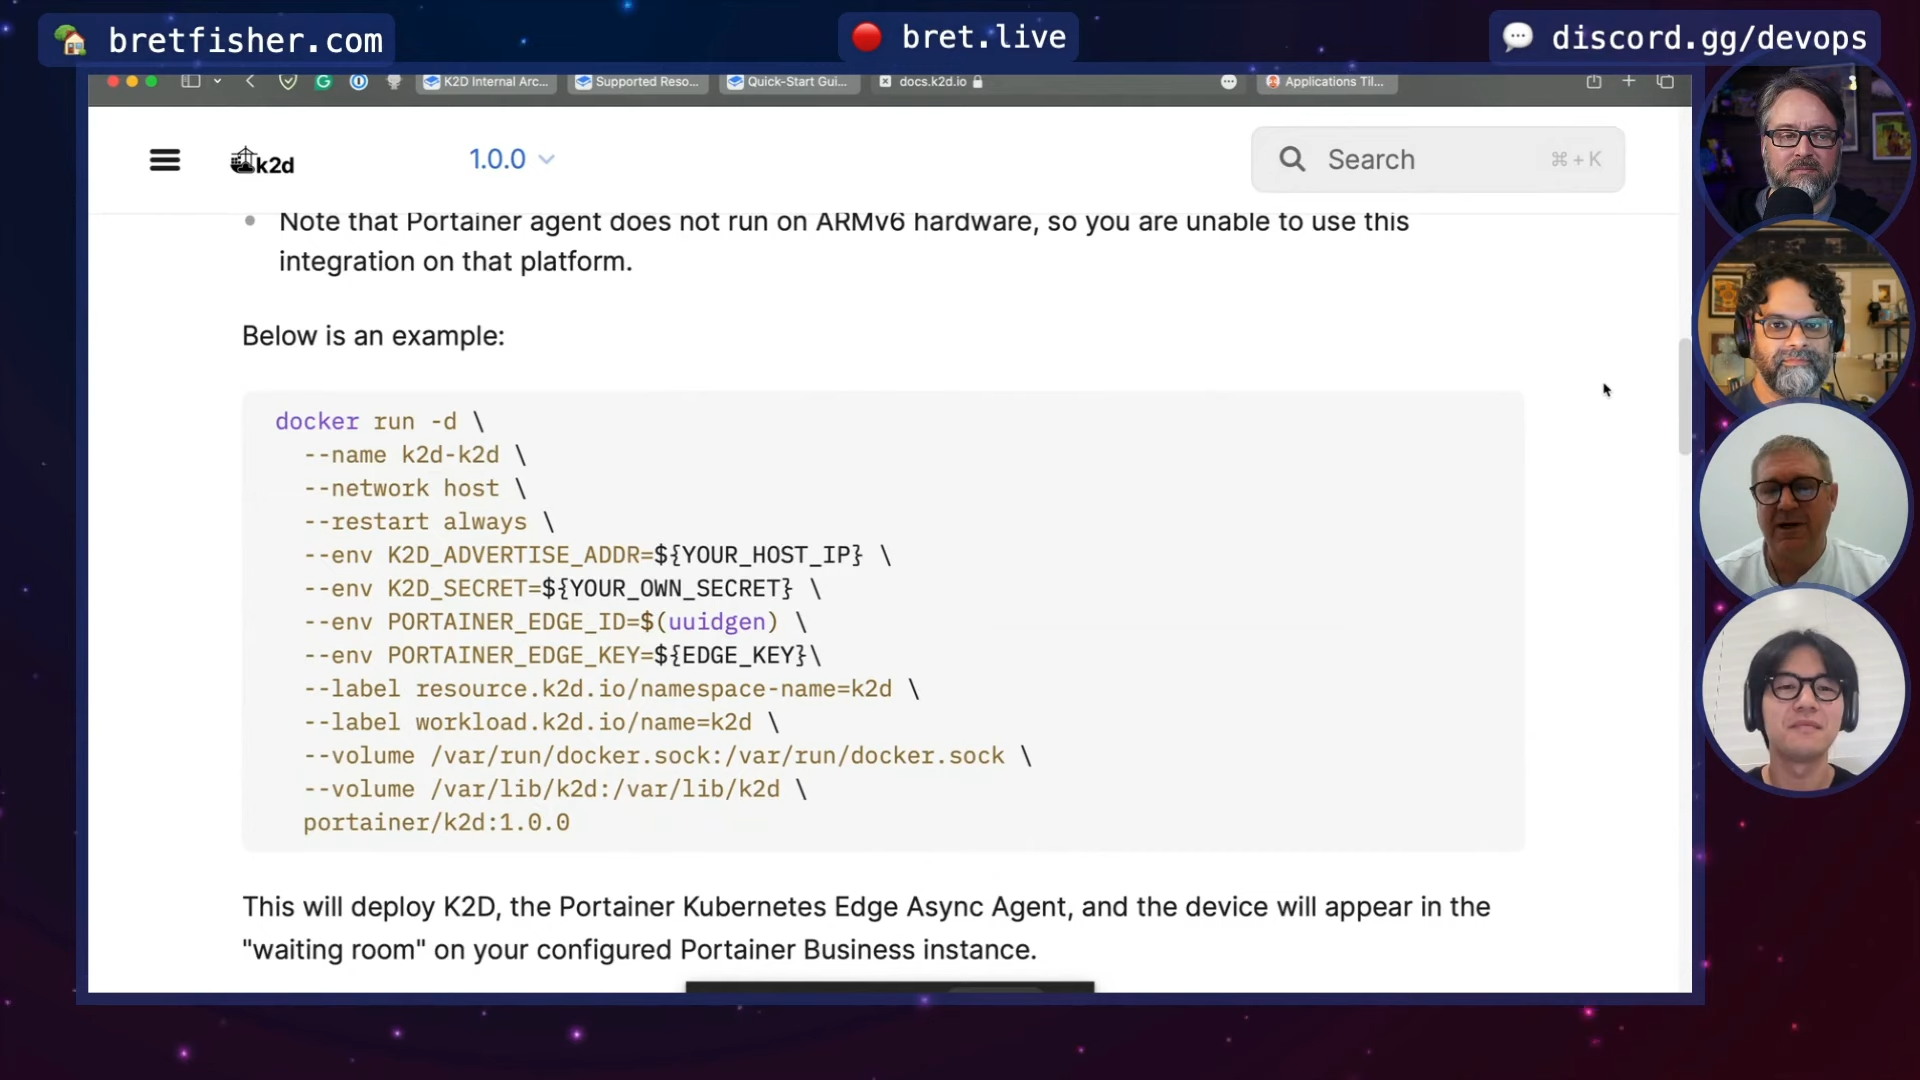 bretfisher.com
bret.live
discord.gg/devops
K2D Internal Arc...
Supported Reso...
Quick-Start Gui...
docs.k2d.io
Applications Til...
k2d
1.0.0
Search
⌘ + K
• Note that Portainer agent does not run on ARMv6 hardware, so you are unable to use this
integration on that platform.
Below is an example:
docker run -d \
--name k2d-k2d \
--network host \
--restart always \
--env K2D_ADVERTISE_ADDR=${YOUR_HOST_IP} \
--env K2D_SECRET=${YOUR_OWN_SECRET} \
--env PORTAINER_EDGE_ID=$(uuidgen) \
--env PORTAINER_EDGE_KEY=${EDGE_KEY}\
--label resource.k2d.io/namespace-name=k2d \
--label workload.k2d.io/name=k2d \
--volume /var/run/docker.sock:/var/run/docker.sock \
--volume /var/lib/k2d:/var/lib/k2d \
portainer/k2d:1.0.0
This will deploy K2D, the Portainer Kubernetes Edge Async Agent, and the device will appear in the
"waiting room" on your configured Portainer Business instance.